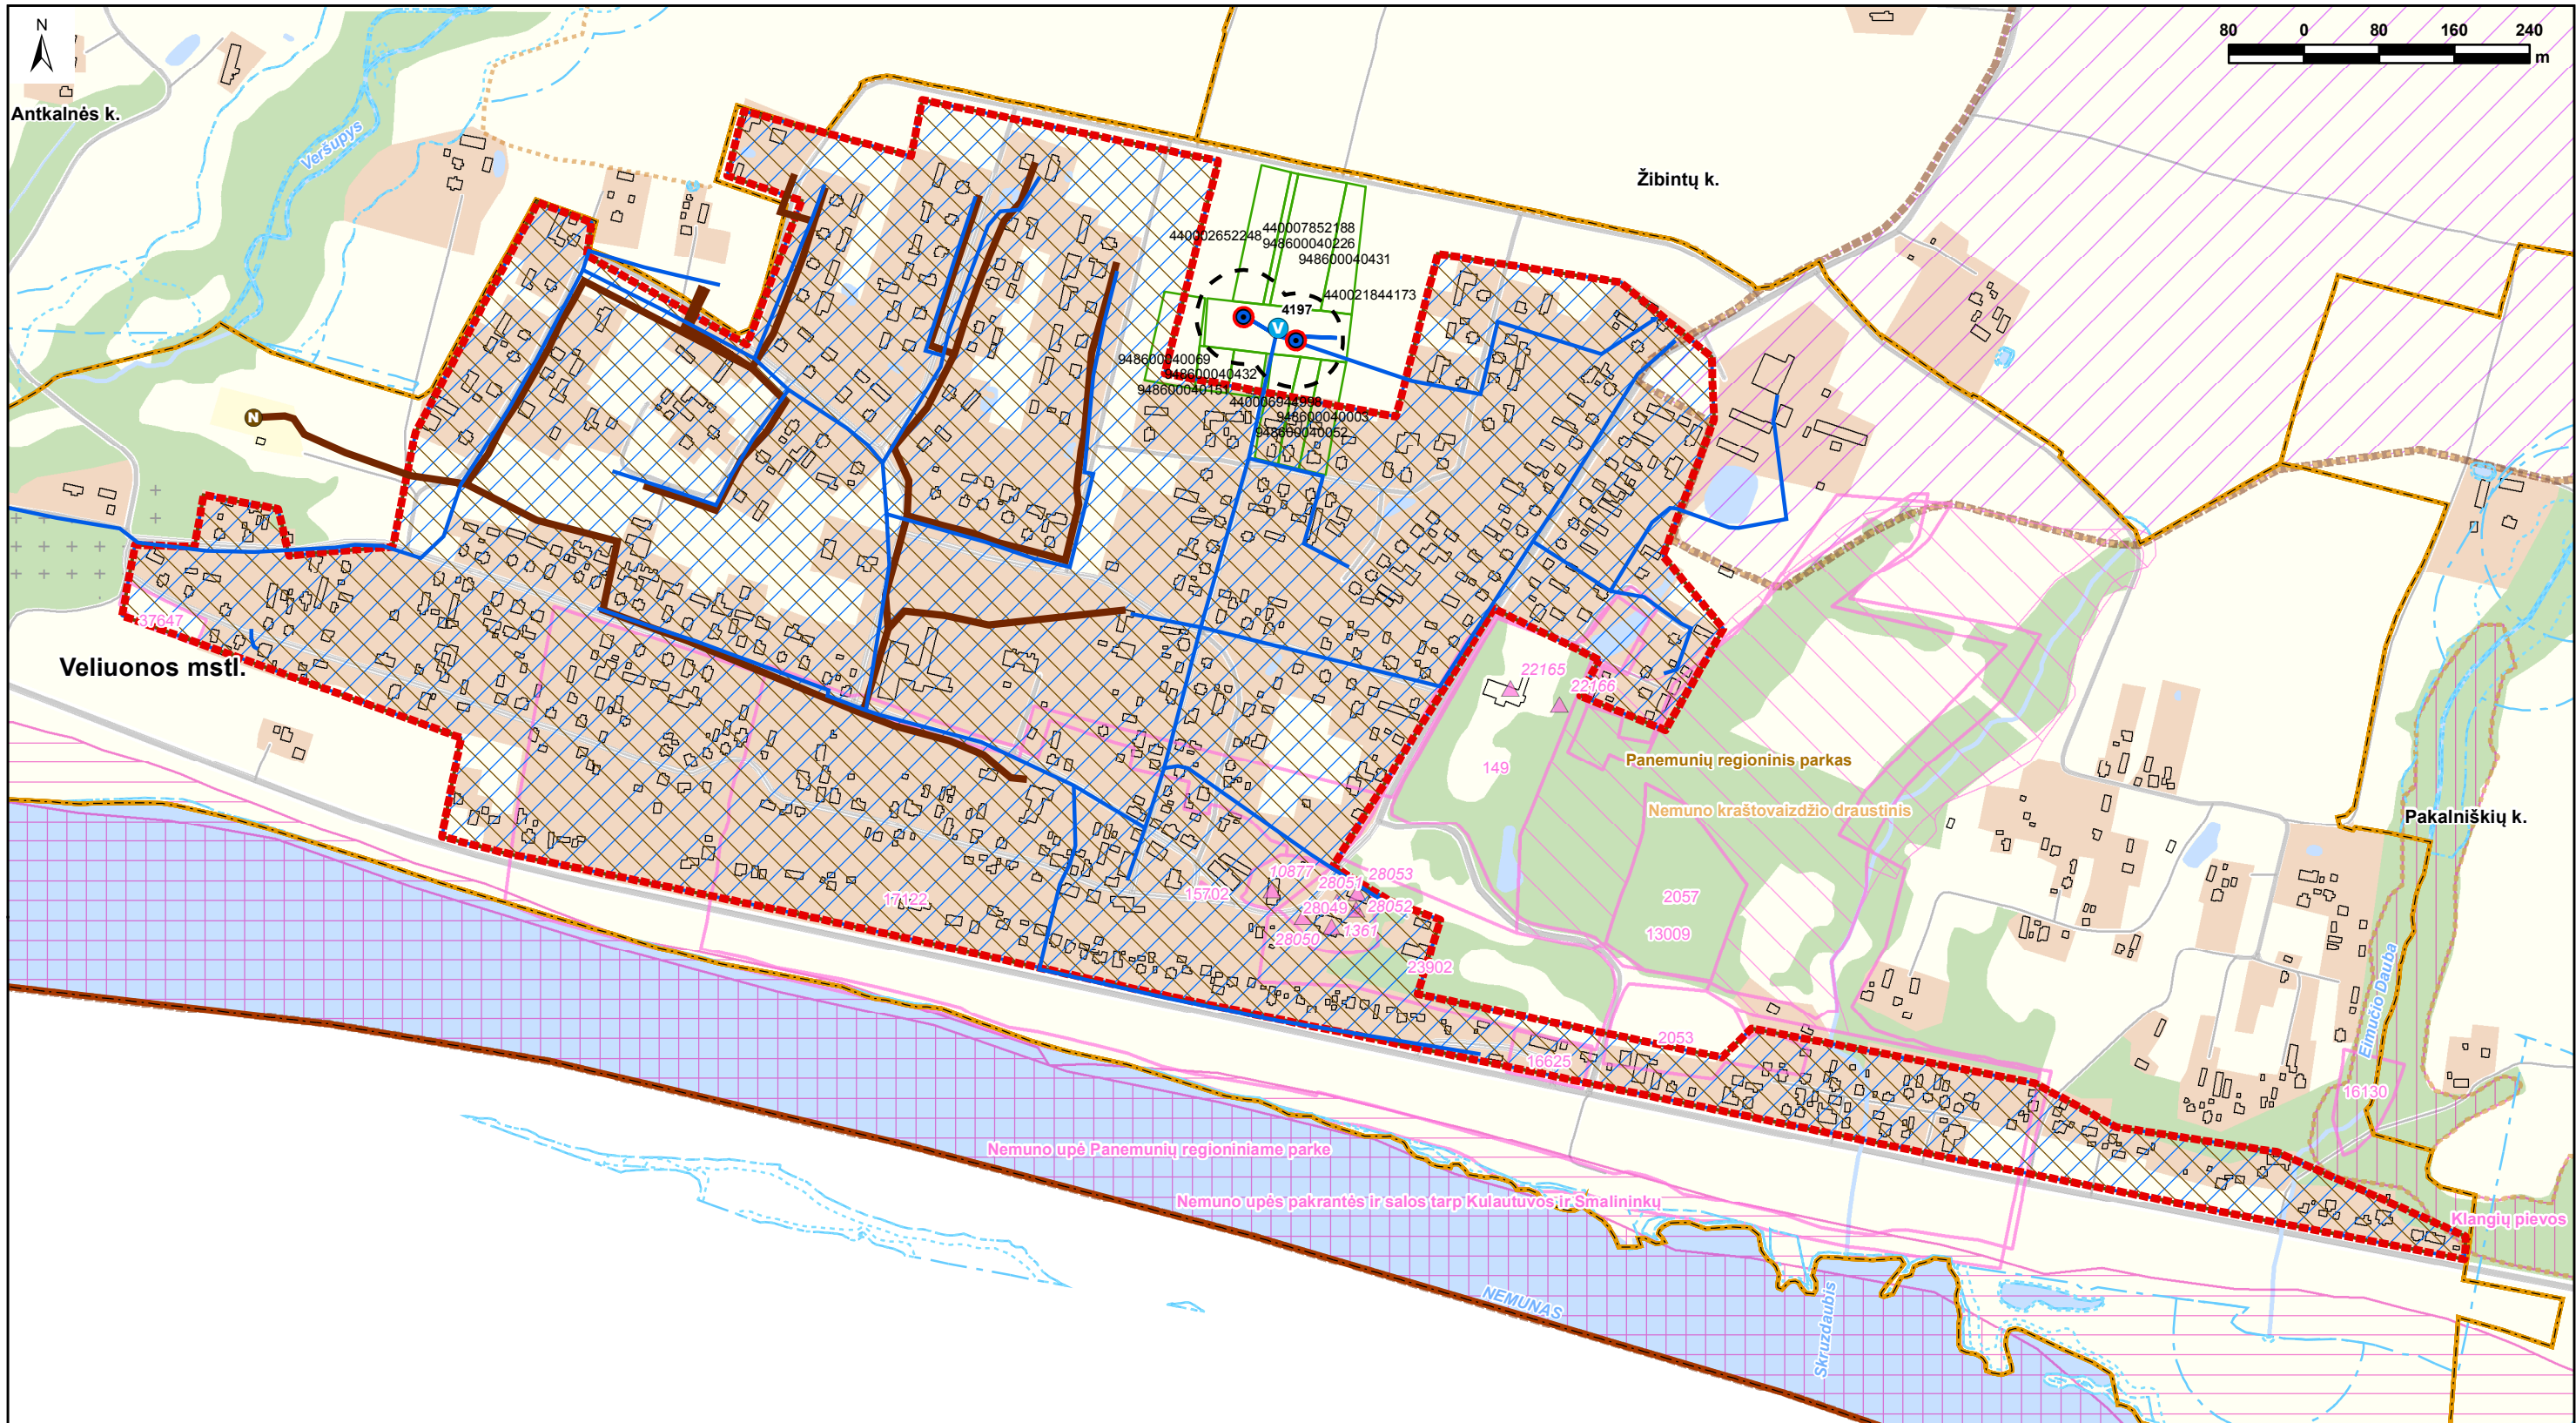 N
80 0 80 160 240
m
Antkalnės k.
Veršupys
Žibintų k.
440007852188
440002652248
948600040226
948600040431
440021844173
4197
V
948600040069
948600040432
948600040151
440006944998
948600040003
948600040052
N
37647
Veliuonos mstl.
22165
22166
149
Panemunių regioninis parkas
Nemuno kraštovaizdžio draustinis
Pakalniškių k.
10877
28053
28051
17122
15702
2057
28049
28052
1361
28050
13009
23902
Eimučio Dauba
2053
16625
16130
Nemuno upė Panemunių regioniniame parke
Nemuno upės pakrantės ir salos tarp Kulautuvos ir Smalininkų
Klangių pievos
NEMUNAS
Skruzdaubis